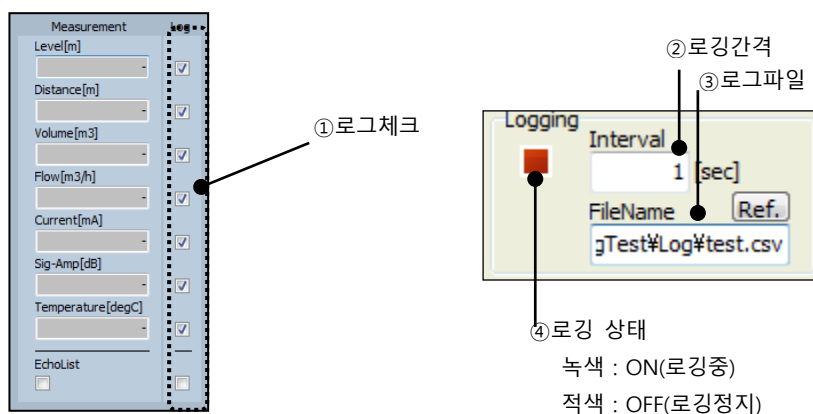 Measurement
Log
Level[m]
-
Distance[m]
-
Volume[m3]
-
Flow[m3/h]
-
Current[mA]
-
Sig-Amp[dB]
-
Temperature[degC]
-
EchoList
①로그체크
②로깅간격
③로그파일
Logging
Interval
1 [sec]
FileName Ref.
gTest¥Log¥test.csv
④로깅 상태
녹색 : ON(로깅중)
적색 : OFF(로깅정지)